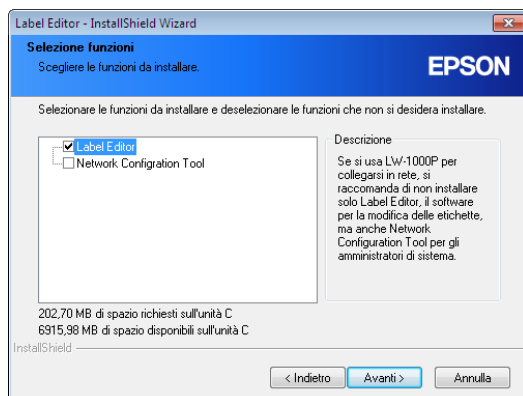 Label Editor - InstallShield Wizard
Selezione funzioni
Scegliere le funzioni da installare.
EPSON
Selezionare le funzioni da installare e deselezionare le funzioni che non si desidera installare.
Label Editor
Network Configration Tool
Descrizione
Se si usa LW-1000P per
collegarsi in rete, si
raccomanda di non installare
solo Label Editor, il software
per la modifica delle etichette,
ma anche Network
Configuration Tool per gli
amministratori di sistema.
202,70 MB di spazio richiesti sull'unità C
6915,98 MB di spazio disponibili sull'unità C
InstallShield
< Indietro
Avanti >
Annulla